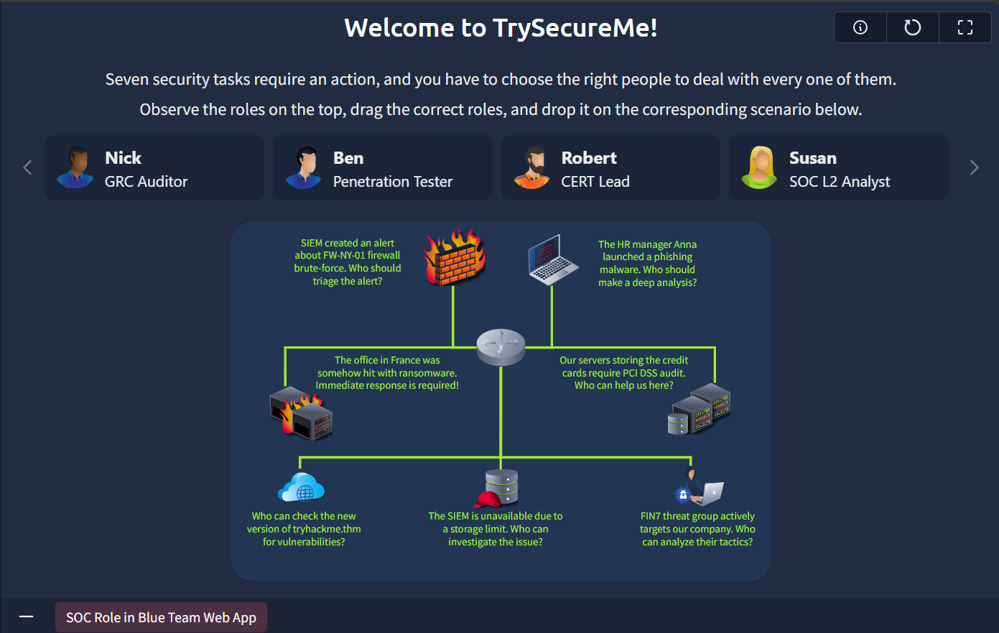 Welcome to TrySecureMe!
Seven security tasks require an action, and you have to choose the right people to deal with every one of them.
Observe the roles on the top, drag the correct roles, and drop it on the corresponding scenario below.
Nick
GRC Auditor
Ben
Penetration Tester
Robert
CERT Lead
Susan
SOC L2 Analyst
SIEM created an alert
about FW-NY-01 firewall
brute-force. Who should
triage the alert?
The HR manager Anna
launched a phishing
malware. Who should
make a deep analysis?
The office in France was
somehow hit with ransomware.
Immediate response is required!
Our servers storing the credit
cards require PCI DSS audit.
Who can help us here?
Who can check the new
version of tryhackme.thm
for vulnerabilities?
The SIEM is unavailable due to
a storage limit. Who can
investigate the issue?
FIN7 threat group actively
targets our company. Who
can analyze their tactics?
SOC Role in Blue Team Web App